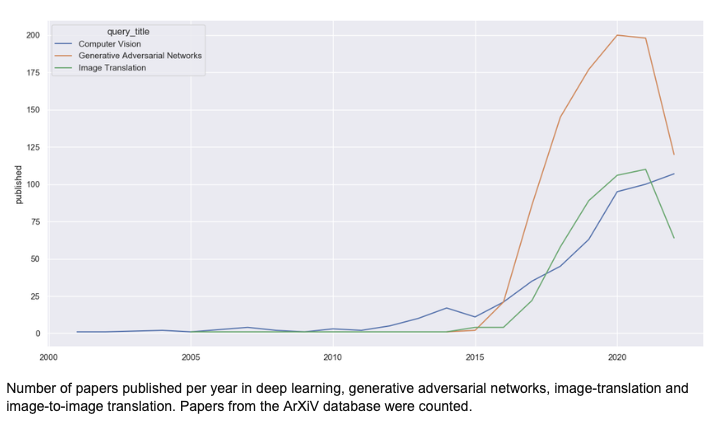 query_title
Computer Vision
Generative Adversarial Networks
Image Translation
200
175
150
125
100
75
50
25
0
published
2000
2005
2010
2015
2020
Number of papers published per year in deep learning, generative adversarial networks, image-translation and
image-to-image translation. Papers from the ArXiV database were counted.